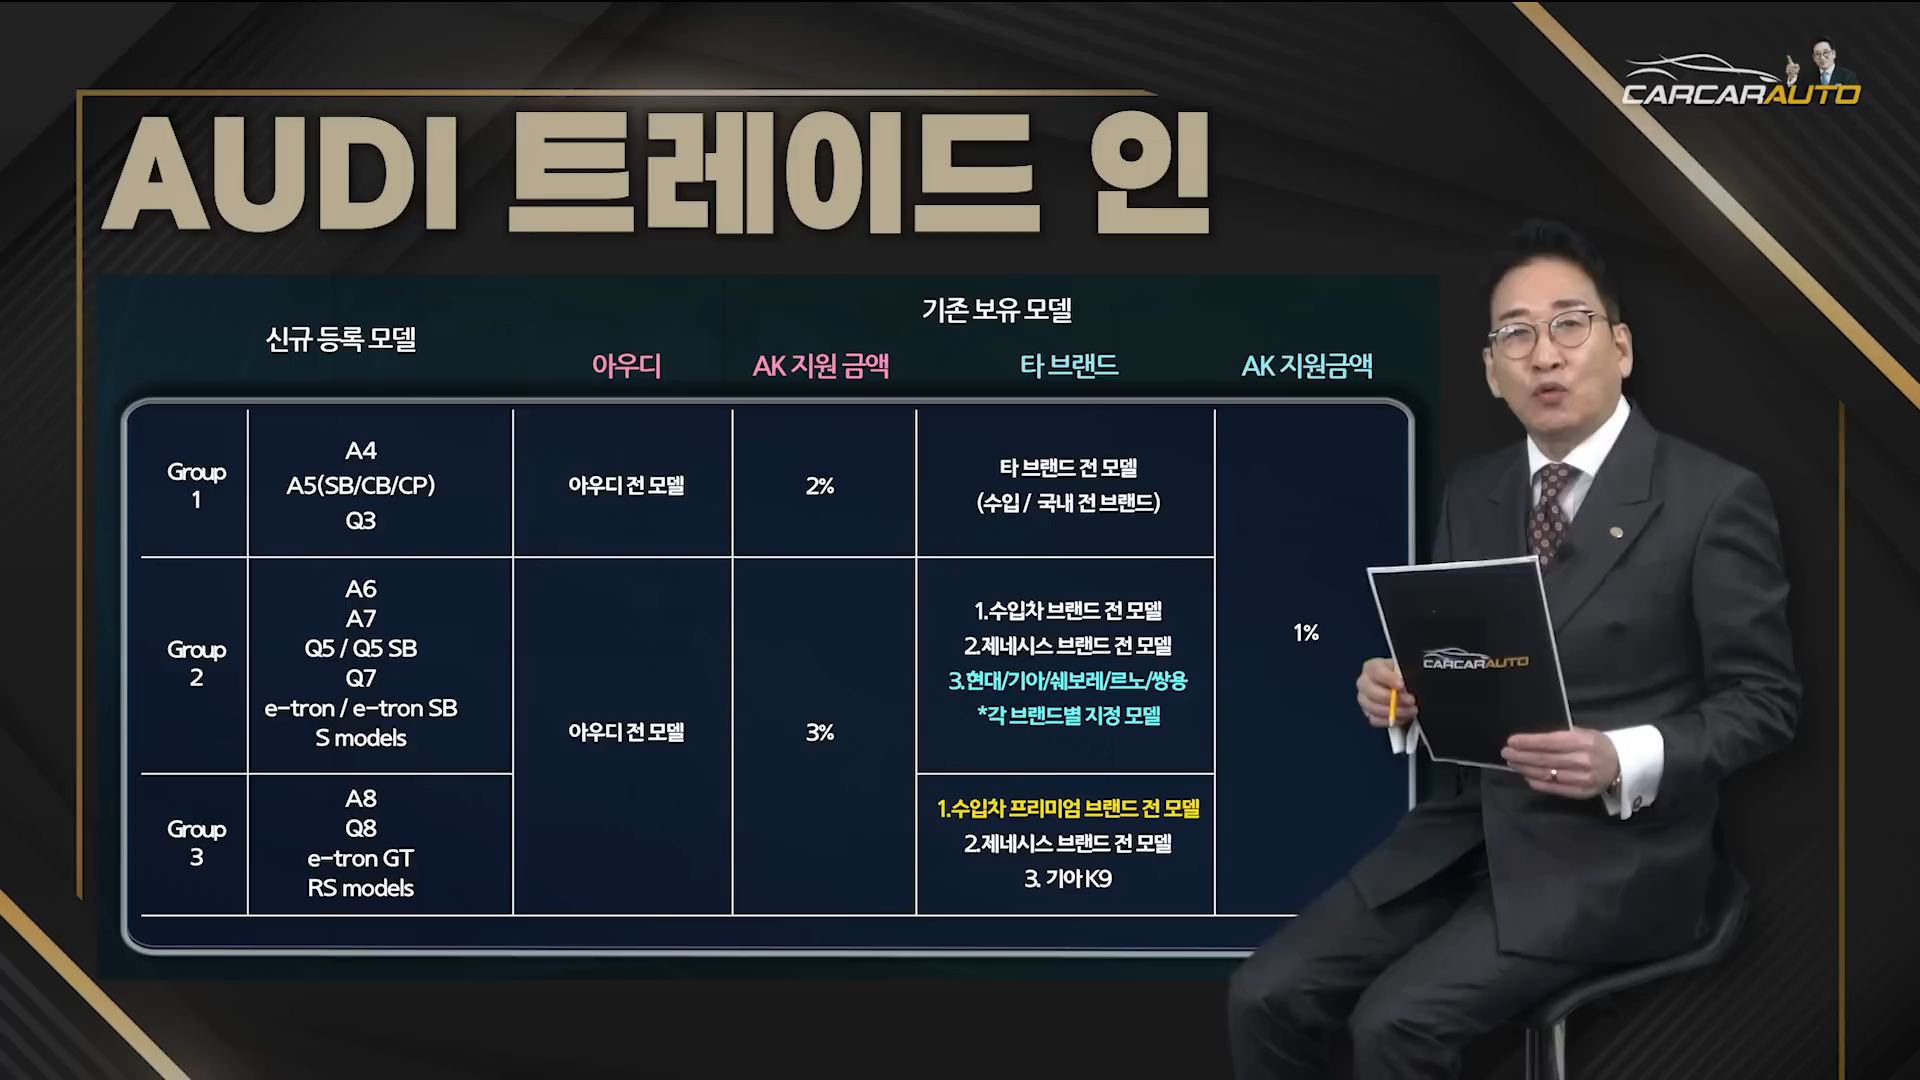 CARCARAUTO
AUDI 트레이드 인
신규 등록 모델
기존 보유 모델
아우디
AK 지원 금액
타 브랜드
AK 지원금액
Group
1
A4
A5(SB/CB/CP)
Q3
아우디 전 모델
2%
타 브랜드 전 모델
(수입 / 국내 전 브랜드)
Group
2
A6
A7
Q5 / Q5 SB
Q7
e-tron / e-tron SB
S models
아우디 전 모델
3%
1.수입차 브랜드 전 모델
2.제네시스 브랜드 전 모델
3.현대/기아/쉐보레/르노/쌍용
*각 브랜드별 지정 모델
1%
Group
3
A8
Q8
e-tron GT
RS models
1.수입차 프리미엄 브랜드 전 모델
2.제네시스 브랜드 전 모델
3. 기아 K9
CARCARAUTO